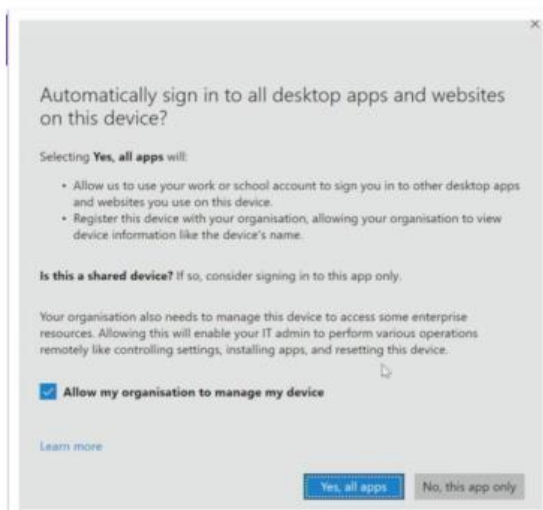 Automatically sign in to all desktop apps and websites
on this device?
Selecting Yes, all apps will:
• Allow us to use your work or school account to sign you in to other desktop apps
and websites you use on this device.
• Register this device with your organisation, allowing your organisation to view
device information like the device's name.
Is this a shared device? If so, consider signing in to this app only.
Your organisation also needs to manage this device to access some enterprise
resources. Allowing this will enable your IT admin to perform various operations
remotely like controlling settings, installing apps, and resetting this device.
Allow my organisation to manage my device
Learn more
Yes, all apps
No, this app only